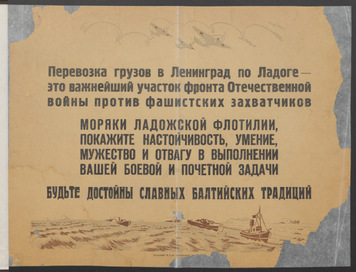 Перевозка грузов в Ленинград по Ладоге —
это важнейший участок фронта Отечественной
войны против фашистских захватчиков
МОРЯКИ ЛАДОЖСКОЙ ФЛОТИЛИИ,
ПОКАЖИТЕ НАСТОЙЧИВОСТЬ, УМЕНИЕ,
МУЖЕСТВО И ОТВАГУ В ВЫПОЛНЕНИИ
ВАШЕЙ БОЕВОЙ И ПОЧЕТНОЙ ЗАДАЧИ
БУДЬТЕ ДОСТОЙНЫ СЛАВНЫХ БАЛТИЙСКИХ ТРАДИЦИЙ